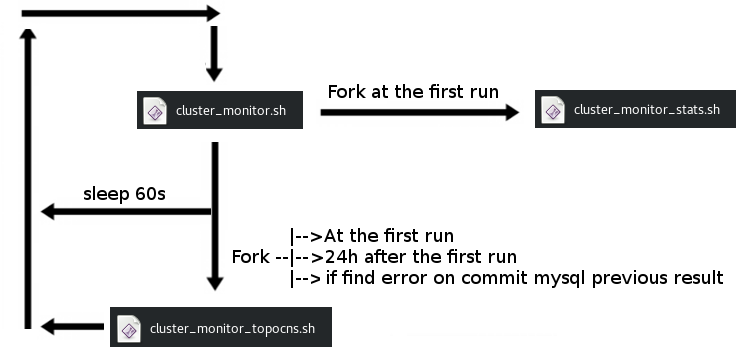 Fork at the first run
cluster_monitor.sh
cluster_monitor_stats.sh
sleep 60s
|-->At the first run
Fork --|-->24h after the first run
|--> if find error on commit mysql previous result
cluster_monitor_topocns.sh